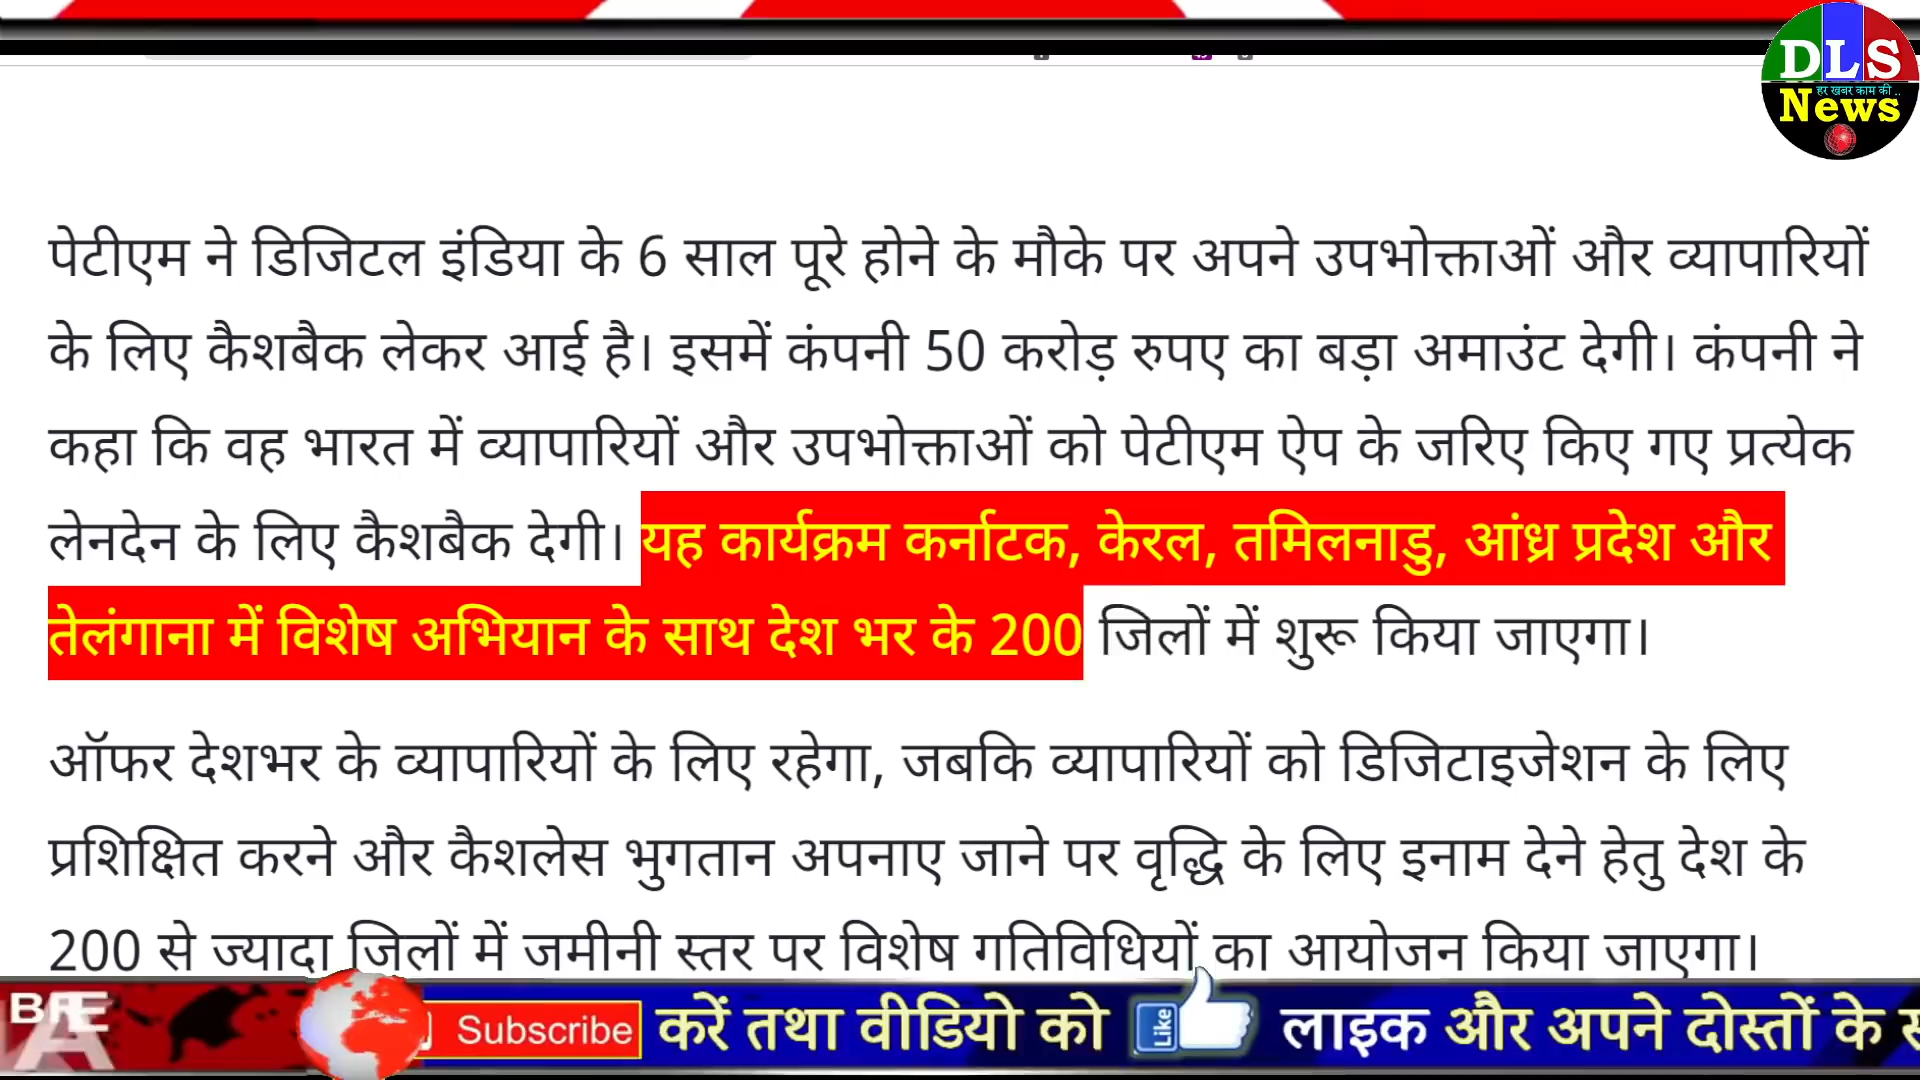 DLS
हर खबर काम की ..
News
पेटीएम ने डिजिटल इंडिया के 6 साल पूरे होने के मौके पर अपने उपभोक्ताओं और व्यापारियों
के लिए कैशबैक लेकर आई है। इसमें कंपनी 50 करोड़ रुपए का बड़ा अमाउंट देगी। कंपनी ने
कहा कि वह भारत में व्यापारियों और उपभोक्ताओं को पेटीएम ऐप के जरिए किए गए प्रत्येक
लेनदेन के लिए कैशबैक देगी। यह कार्यक्रम कर्नाटक, केरल, तमिलनाडु, आंध्र प्रदेश और
तेलंगाना में विशेष अभियान के साथ देश भर के 200 जिलों में शुरू किया जाएगा।
ऑफर देशभर के व्यापारियों के लिए रहेगा, जबकि व्यापारियों को डिजिटाइजेशन के लिए
प्रशिक्षित करने और कैशलेस भुगतान अपनाए जाने पर वृद्धि के लिए इनाम देने हेतु देश के
200 से ज्यादा जिलों में जमीनी स्तर पर विशेष गतिविधियों का आयोजन किया जाएगा।
Subscribe करें तथा वीडियो को Like लाइक और अपने दोस्तों के